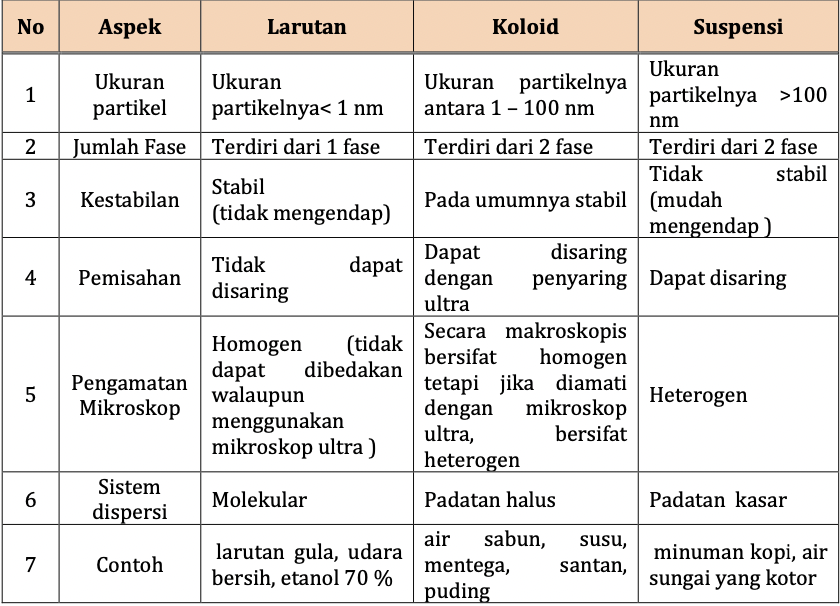 No Aspek Larutan Koloid Suspensi
1 Ukuran partikel Ukuran partikelnya< 1 nm Ukuran partikelnya antara 1 – 100 nm Ukuran partikelnya >100 nm
2 Jumlah Fase Terdiri dari 1 fase Terdiri dari 2 fase Terdiri dari 2 fase
3 Kestabilan Stabil (tidak mengendap) Pada umumnya stabil Tidak stabil (mudah mengendap )
4 Pemisahan Tidak dapat disaring Dapat disaring dengan penyaring ultra Dapat disaring
5 Pengamatan Mikroskop Homogen (tidak dapat dibedakan walaupun menggunakan mikroskop ultra ) Secara makroskopis bersifat homogen tetapi jika diamati dengan mikroskop ultra, bersifat heterogen Heterogen
6 Sistem dispersi Molekular Padatan halus Padatan kasar
7 Contoh larutan gula, udara bersih, etanol 70 % air sabun, susu, mentega, santan, puding minuman kopi, air sungai yang kotor